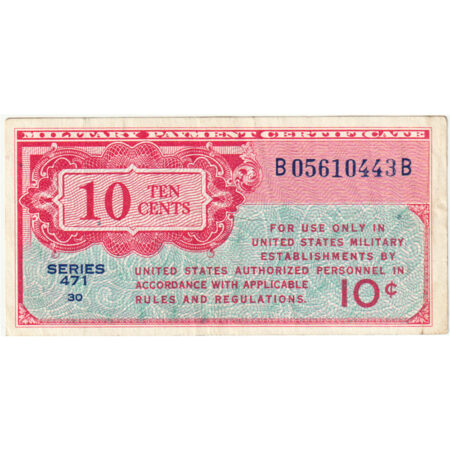 MILITARY PAYMENT CERTIFICATE
B05610443B
10 TEN CENTS
FOR USE ONLY IN
UNITED STATES MILITARY
ESTABLISHMENTS BY
UNITED STATES AUTHORIZED PERSONNEL IN
ACCORDANCE WITH APPLICABLE
RULES AND REGULATIONS.
SERIES
471
30
10¢